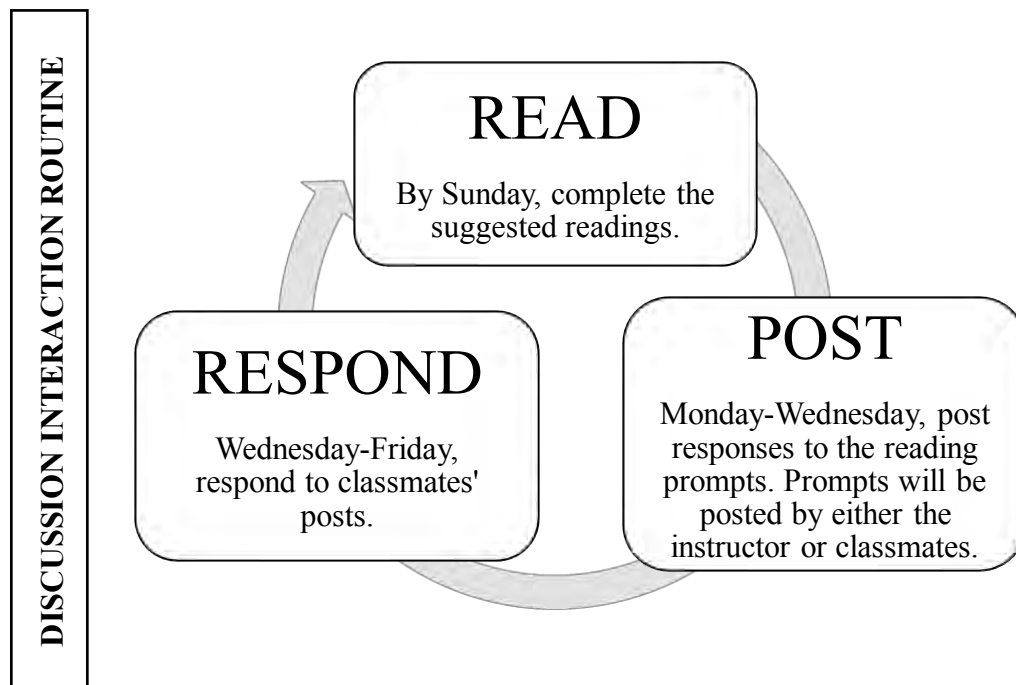 DISCUSSION INTERACTION ROUTINE
READ
By Sunday, complete the
suggested readings.
POST
Monday-Wednesday, post
responses to the reading
prompts. Prompts will be
posted by either the
instructor or classmates.
RESPOND
Wednesday-Friday,
respond to classmates'
posts.